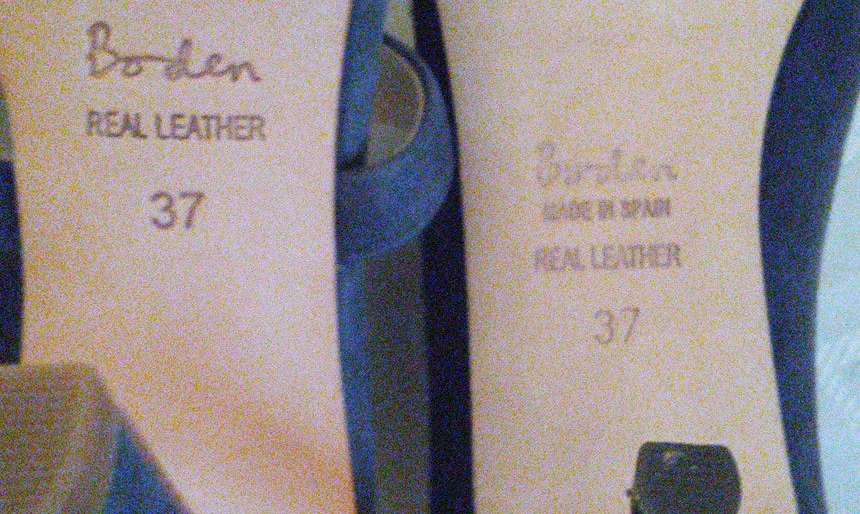 Boden
REAL LEATHER
37
Boden
MADE IN SPAIN
REAL LEATHER
37